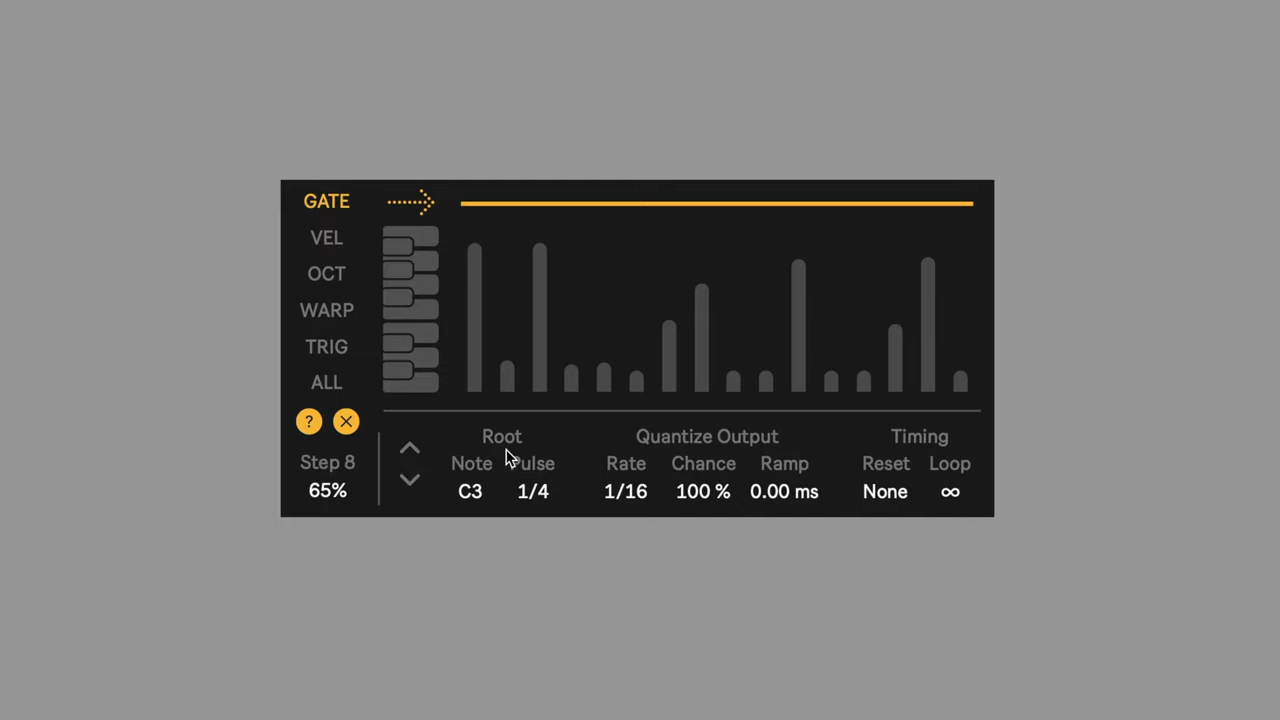 GATE
VEL
OCT
WARP
TRIG
ALL
? ×
Step 8
65%
Root
Note Pulse
C3 1/4
Quantize Output
Rate Chance Ramp
1/16 100 % 0.00 ms
Timing
Reset Loop
None ∞